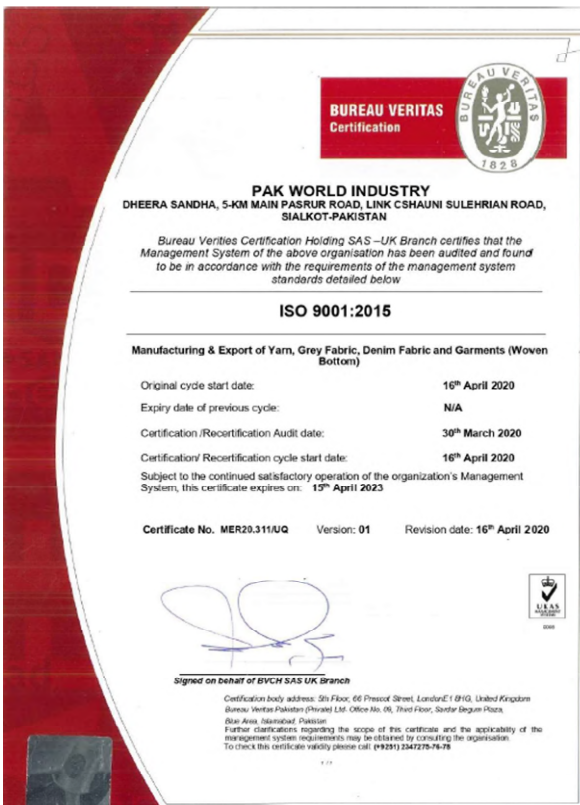 BUREAU VERITAS
Certification
BUREAU VERITAS
1828
PAK WORLD INDUSTRY
DHEERA SANDHA, 5-KM MAIN PASRUR ROAD, LINK CSHAUNI SULEHRIAN ROAD,
SIALKOT-PAKISTAN
Bureau Verities Certification Holding SAS –UK Branch certifies that the
Management System of the above organisation has been audited and found
to be in accordance with the requirements of the management system
standards detailed below
ISO 9001:2015
Manufacturing & Export of Yarn, Grey Fabric, Denim Fabric and Garments (Woven
Bottom)
Original cycle start date: 16th April 2020
Expiry date of previous cycle: N/A
Certification /Recertification Audit date: 30th March 2020
Certification/ Recertification cycle start date: 16th April 2020
Subject to the continued satisfactory operation of the organization's Management
System, this certificate expires on: 15th April 2023
Certificate No. MER20.311/UQ Version: 01 Revision date: 16th April 2020
UKAS
MANAGEMENT
SYSTEMS
0008
Signed on behalf of BVCH SAS UK Branch
Certification body address: 5th Floor, 66 Prescot Street, LondonE1 8HG, United Kingdom
Bureau Veritas Pakistan (Private) Ltd- Office No. 09, Third Floor, Sardar Begum Plaza,
Blue Area, Islamabad, Pakistan
Further clarifications regarding the scope of this certificate and the applicability of the
management system requirements may be obtained by consulting the organisation.
To check this certificate validity please call: (+9251) 2347275-76-78
1 / 1